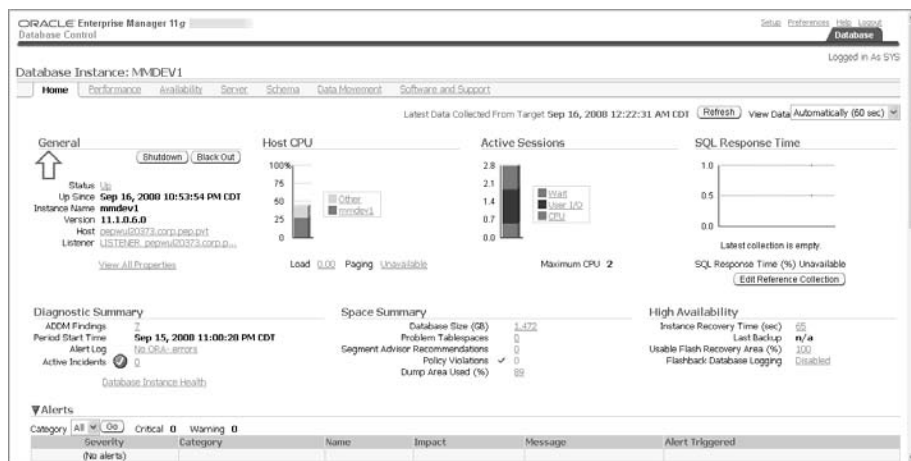 ORACLE Enterprise Manager 11g
Database Control
Setup Preferences Help Logout
Database
Logged in As SYS
Database Instance: MMDEV1
Home Performance Availability Server Schema Data Movement Software and Support
Latest Data Collected From Target Sep 16, 2008 12:22:31 AM CDT Refresh View Data Automatically (60 sec)
General
Shutdown Black Out
Status Up
Up Since Sep 16, 2008 10:53:54 PM CDT
Instance Name mmdev1
Version 11.1.0.6.0
Host pepwul20373.corp.pep.pvt
Listener LISTENER_pepwul20373.corp.p...
View All Properties
Host CPU
100%
75
50
25
0
Other
mmdev1
Load 0.00 Paging Unavailable
Active Sessions
2.8
2.1
1.4
0.7
0.0
Wait
User I/O
CPU
Maximum CPU 2
SQL Response Time
1.0
0.5
0.0
Latest collection is empty.
SQL Response Time (%) Unavailable
Edit Reference Collection
Diagnostic Summary
ADDM Findings 7
Period Start Time Sep 15, 2008 11:00:28 PM CDT
Alert Log No ORA- errors
Active Incidents 0
Database Instance Health
Space Summary
Database Size (GB) 1.472
Problem Tablespaces 0
Segment Advisor Recommendations 0
Policy Violations 0
Dump Area Used (%) 89
High Availability
Instance Recovery Time (sec) 65
Last Backup n/a
Usable Flash Recovery Area (%) 100
Flashback Database Logging Disabled
Alerts
Category All Go Critical 0 Warning 0
Severity Category Name Impact Message Alert Triggered
(No alerts)